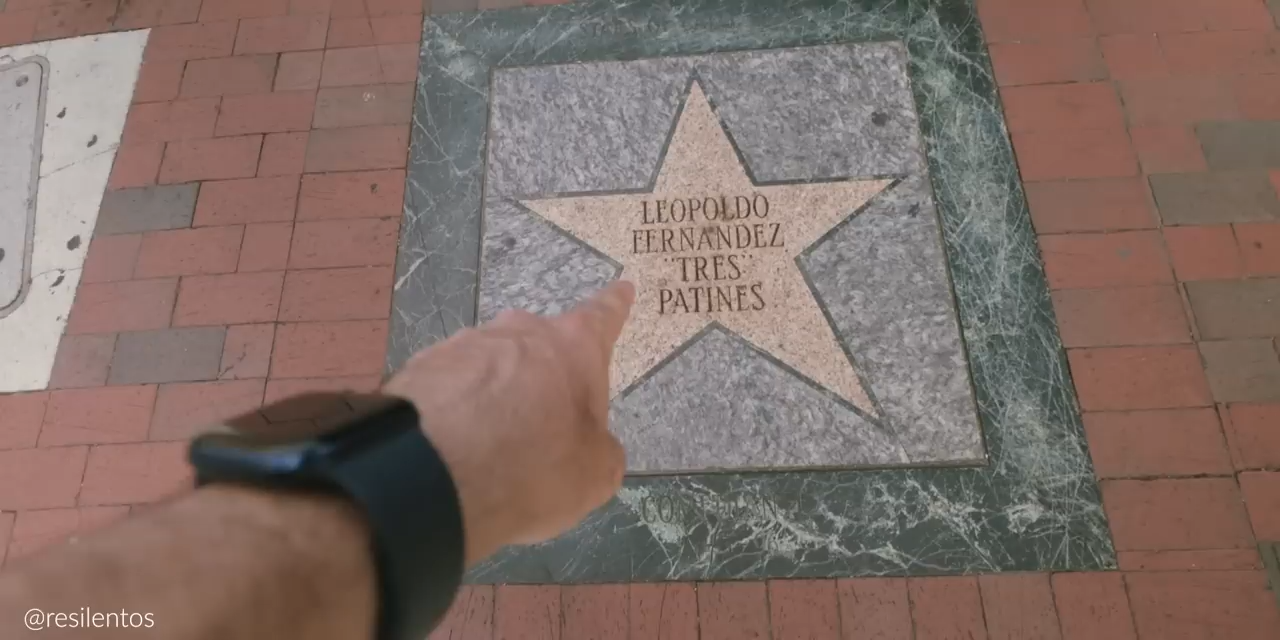 LEOPOLDO
FERNANDEZ
"TRES"
PATINES
@resilentos